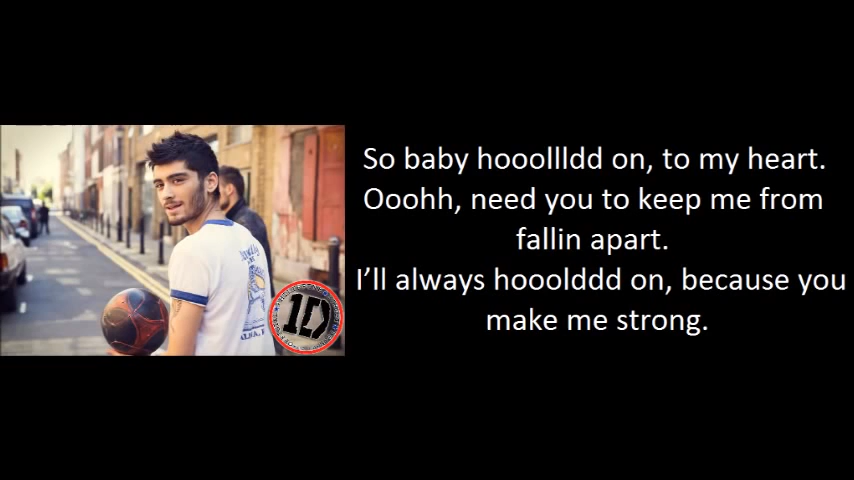 So baby hooollldd on, to my heart.
Ooohh, need you to keep me from
fallin apart.
I’ll always hooolddd on, because you
make me strong.
1D